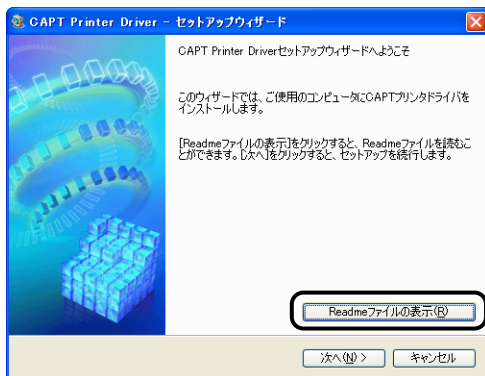 CAPT Printer Driver - セットアップウィザード
CAPT Printer Driverセットアップウィザードへようこそ
このウィザードでは、ご使用のコンピュータにCAPTプリンタドライバを
インストールします。
[Readmeファイルの表示]をクリックすると、Readmeファイルを読むこ
とができます。[次へ]をクリックすると、セットアップを続行します。
Readmeファイルの表示(R)
次へ(N) >
キャンセル